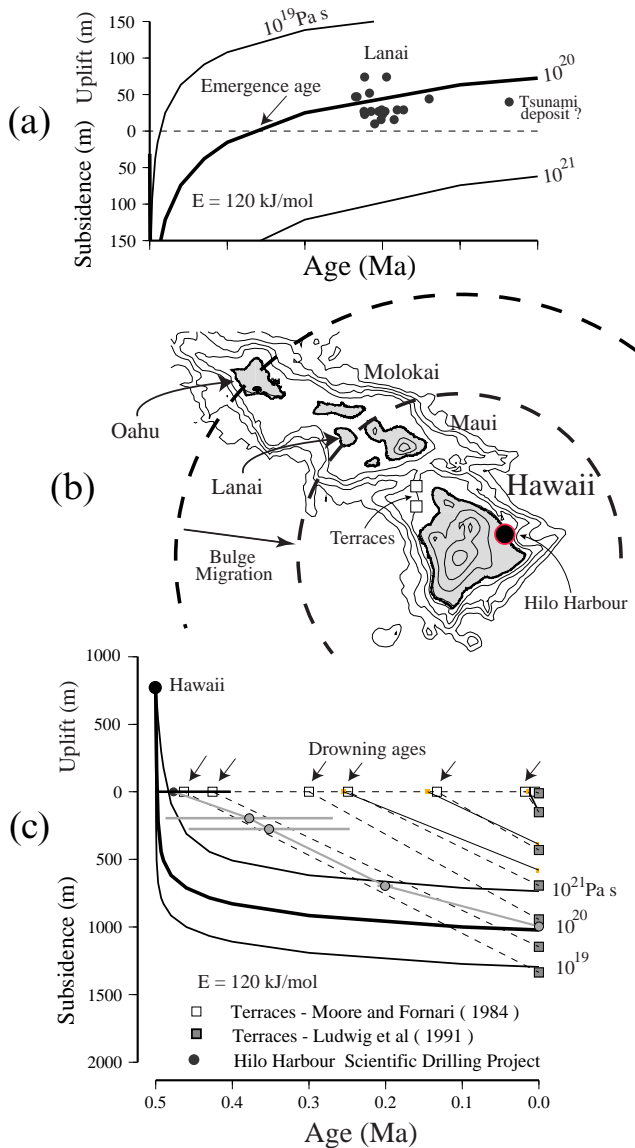 (a)
Uplift (m)
Subsidence (m)
150
100
50
0
50
100
150
10^19 Pa s
Lanai
10^20
Emergence age
Tsunami
deposit ?
E = 120 kJ/mol
10^21
Age (Ma)
(b)
Molokai
Maui
Oahu
Lanai
Hawaii
Terraces
Bulge
Migration
Hilo Harbour
(c)
Uplift (m)
Subsidence (m)
1000
500
0
500
1000
1500
2000
Hawaii
Drowning ages
10^21 Pa s
10^20
10^19
E = 120 kJ/mol
Terraces - Moore and Fornari ( 1984 )
Terraces - Ludwig et al ( 1991 )
Hilo Harbour Scientific Drilling Project
0.5 0.4 0.3 0.2 0.1 0.0
Age (Ma)